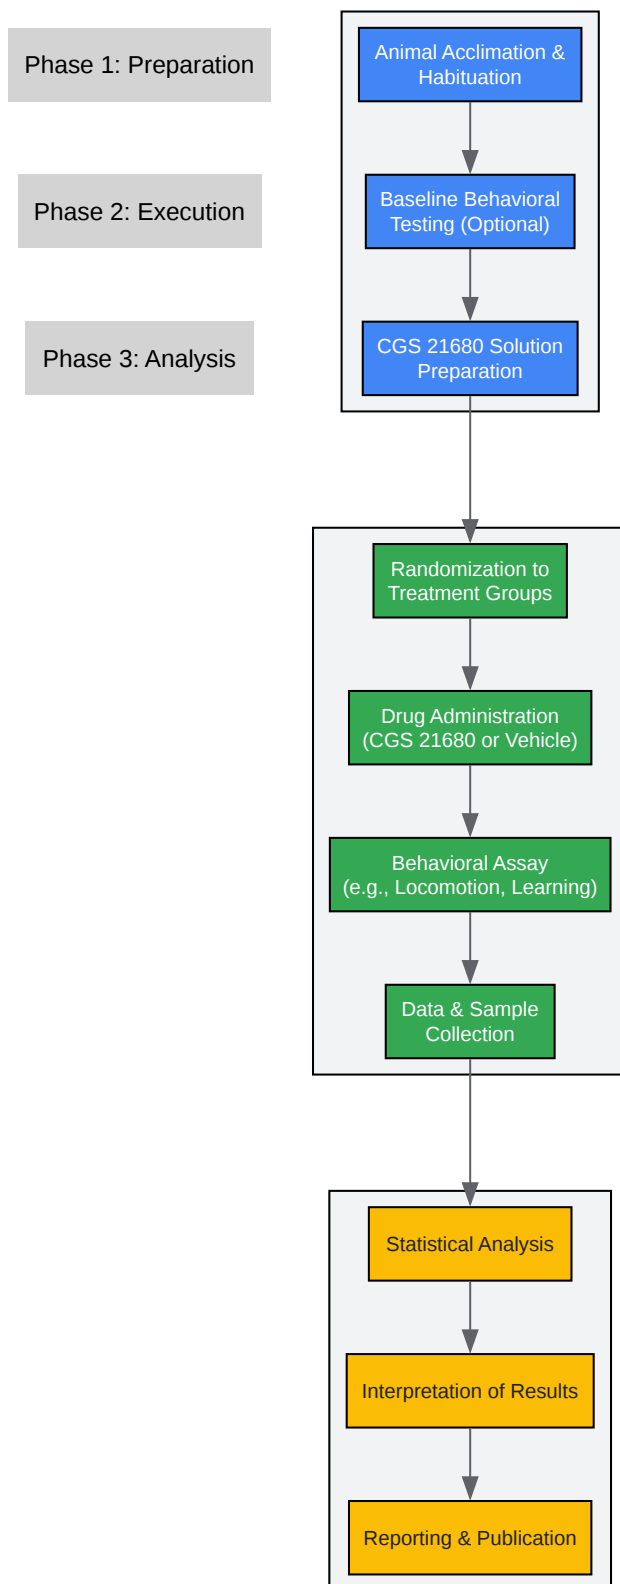 Phase 1: Preparation
Animal Acclimation &
Habituation
Phase 2: Execution
Baseline Behavioral
Testing (Optional)
Phase 3: Analysis
CGS 21680 Solution
Preparation
Randomization to
Treatment Groups
Drug Administration
(CGS 21680 or Vehicle)
Behavioral Assay
(e.g., Locomotion, Learning)
Data & Sample
Collection
Statistical Analysis
Interpretation of Results
Reporting & Publication